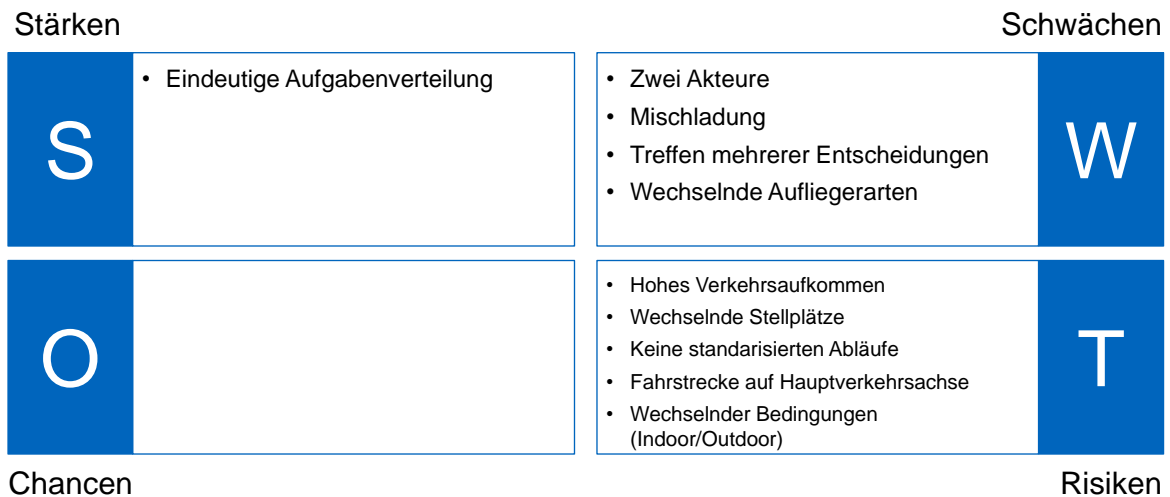 Stärken
Schwächen
S
• Eindeutige Aufgabenverteilung
• Zwei Akteure
• Mischladung
• Treffen mehrerer Entscheidungen
• Wechselnde Aufliegerarten
W
O
• Hohes Verkehrsaufkommen
• Wechselnde Stellplätze
• Keine standarisierten Abläufe
• Fahrstrecke auf Hauptverkehrsachse
• Wechselnder Bedingungen
(Indoor/Outdoor)
T
Chancen
Risiken